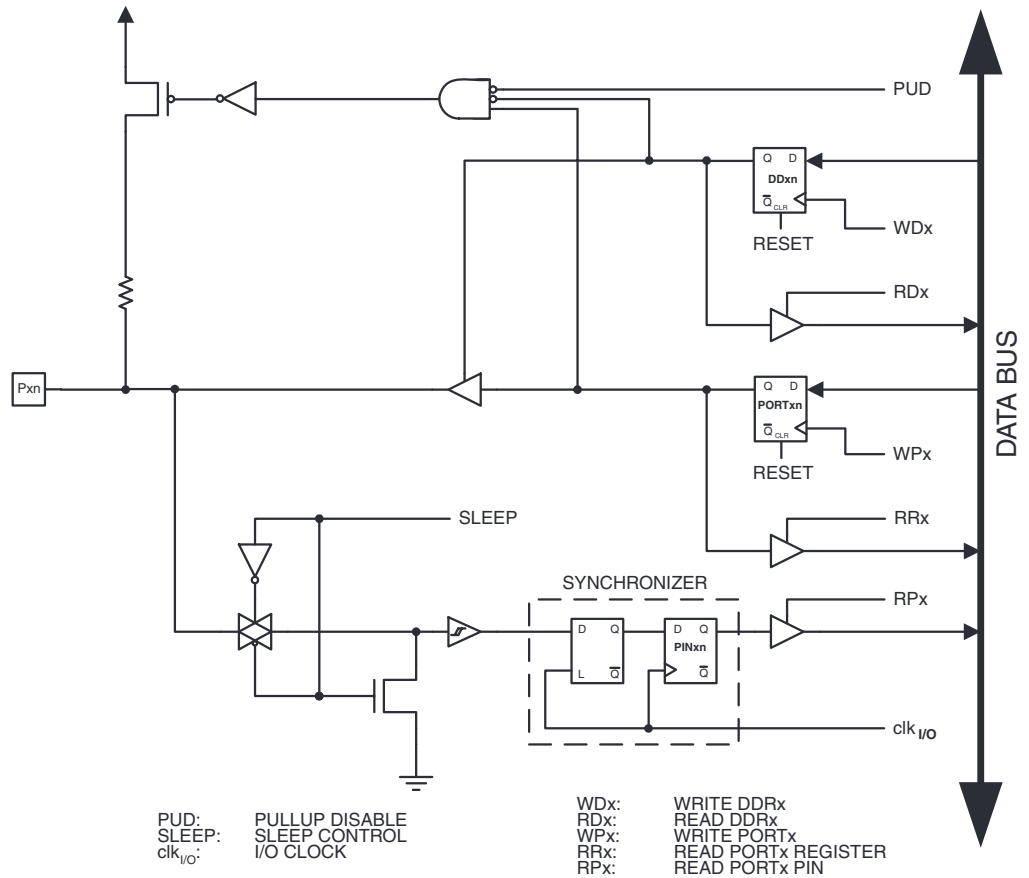 PUD
Q D
DDxn
Q CLR
WDx
RESET
RDx
Pxn
Q D
PORTxn
Q CLR
WPx
RESET
DATA BUS
SLEEP
RRx
SYNCHRONIZER
RPx
D Q
L Q
D Q
PINxn
Q
clk I/O
PUD: PULLUP DISABLE
SLEEP: SLEEP CONTROL
clkI/O: I/O CLOCK
WDx: WRITE DDRx
RDx: READ DDRx
WPx: WRITE PORTx
RRx: READ PORTx REGISTER
RPx: READ PORTx PIN